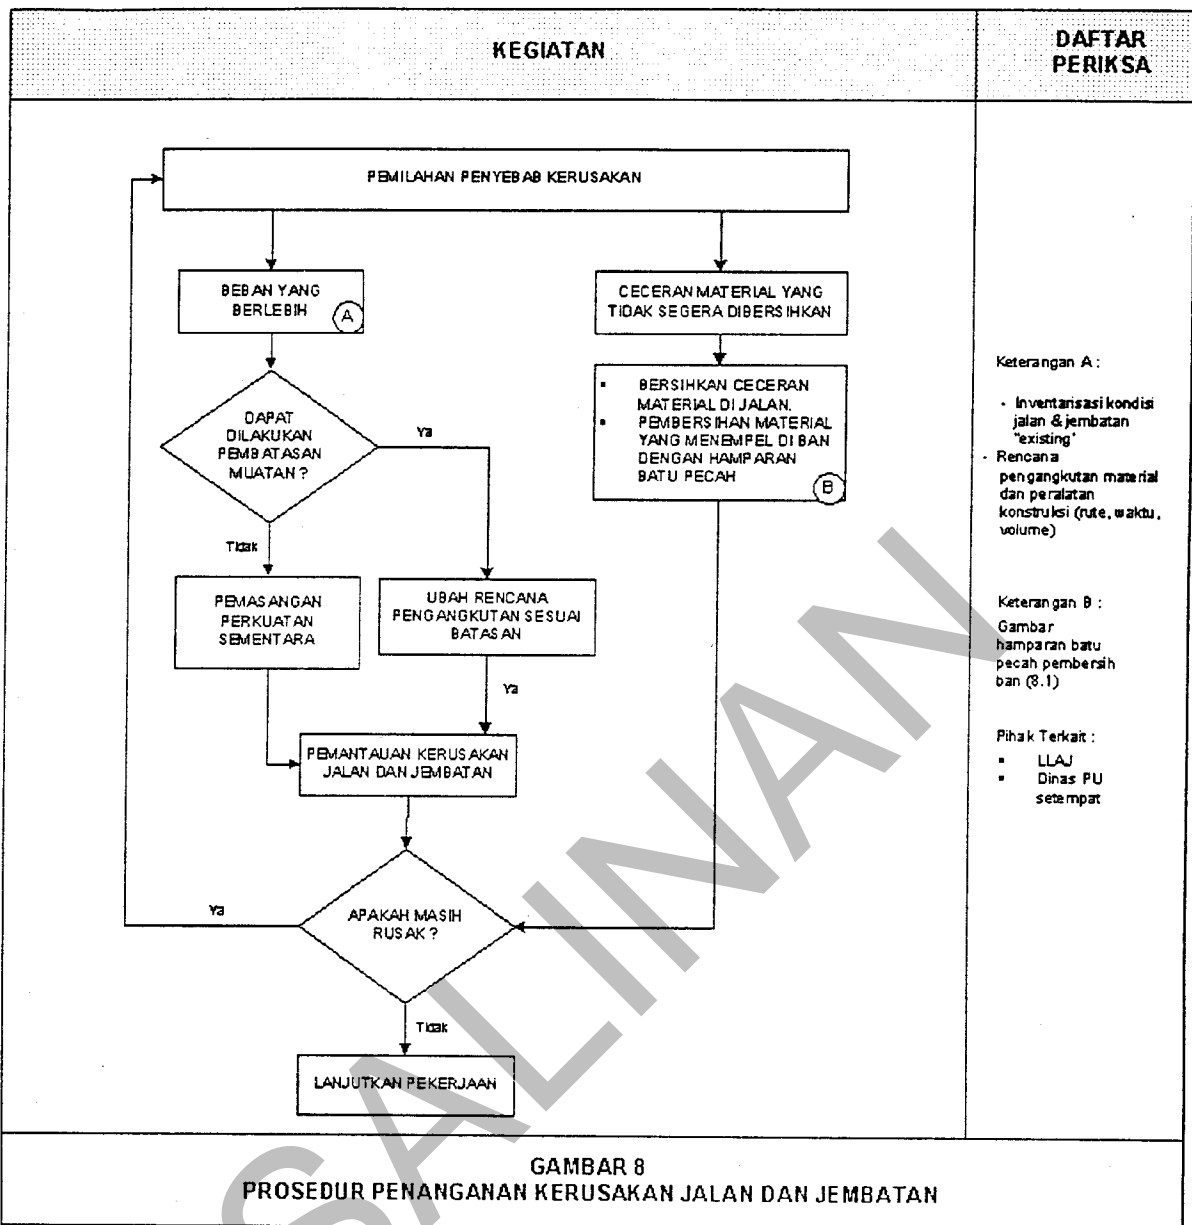 KEGIATAN
DAFTAR
PERIKSA
PEMILAHAN PENYEBAB KERUSAKAN
BEBAN YANG
BERLEBIH
A
CECERAN MATERIAL YANG
TIDAK SEGERA DIBERSIHKAN
DAPAT
DILAKUKAN
PEMBATASAN
MUATAN ?
Ya
▪ BERSIHKAN CECERAN
MATERIAL DI JALAN.
▪ PEMBERSIHAN MATERIAL
YANG MENEMPEL DI BAN
DENGAN HAMPARAN
BATU PECAH
B
Tidak
PEMASANGAN
PERKUATAN
SEMENTARA
UBAH RENCANA
PENGANGKUTAN SESUAI
BATASAN
Ya
PEMANTAUAN KERUSAKAN
JALAN DAN JEMBATAN
Ya
APAKAH MASIH
RUSAK ?
Tidak
LANJUTKAN PEKERJAAN
Keterangan A :
- Inventarisasi kondisi
jalan & jembatan
"existing"
- Rencana
pengangkutan material
dan peralatan
konstruksi (rute, waktu,
volume)
Keterangan B :
Gambar
hamparan batu
pecah pembersih
ban (8.1)
Pihak Terkait :
▪ LLAJ
▪ Dinas PU
setempat
GAMBAR 8
PROSEDUR PENANGANAN KERUSAKAN JALAN DAN JEMBATAN
SALINAN